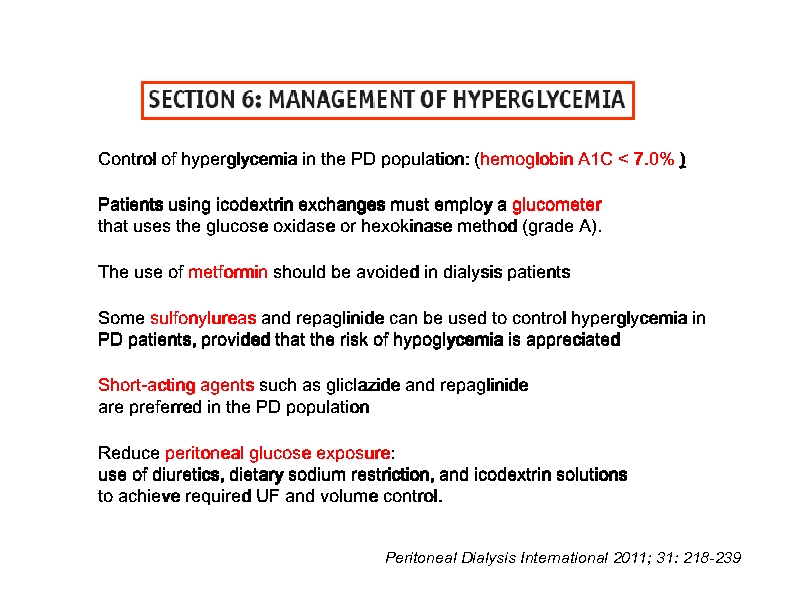 SECTION 6: MANAGEMENT OF HYPERGLYCEMIA
Control of hyperglycemia in the PD population: (hemoglobin A1C < 7.0% )
Patients using icodextrin exchanges must employ a glucometer
that uses the glucose oxidase or hexokinase method (grade A).
The use of metformin should be avoided in dialysis patients
Some sulfonylureas and repaglinide can be used to control hyperglycemia in
PD patients, provided that the risk of hypoglycemia is appreciated
Short-acting agents such as gliclazide and repaglinide
are preferred in the PD population
Reduce peritoneal glucose exposure:
use of diuretics, dietary sodium restriction, and icodextrin solutions
to achieve required UF and volume control.
Peritoneal Dialysis International 2011; 31: 218-239